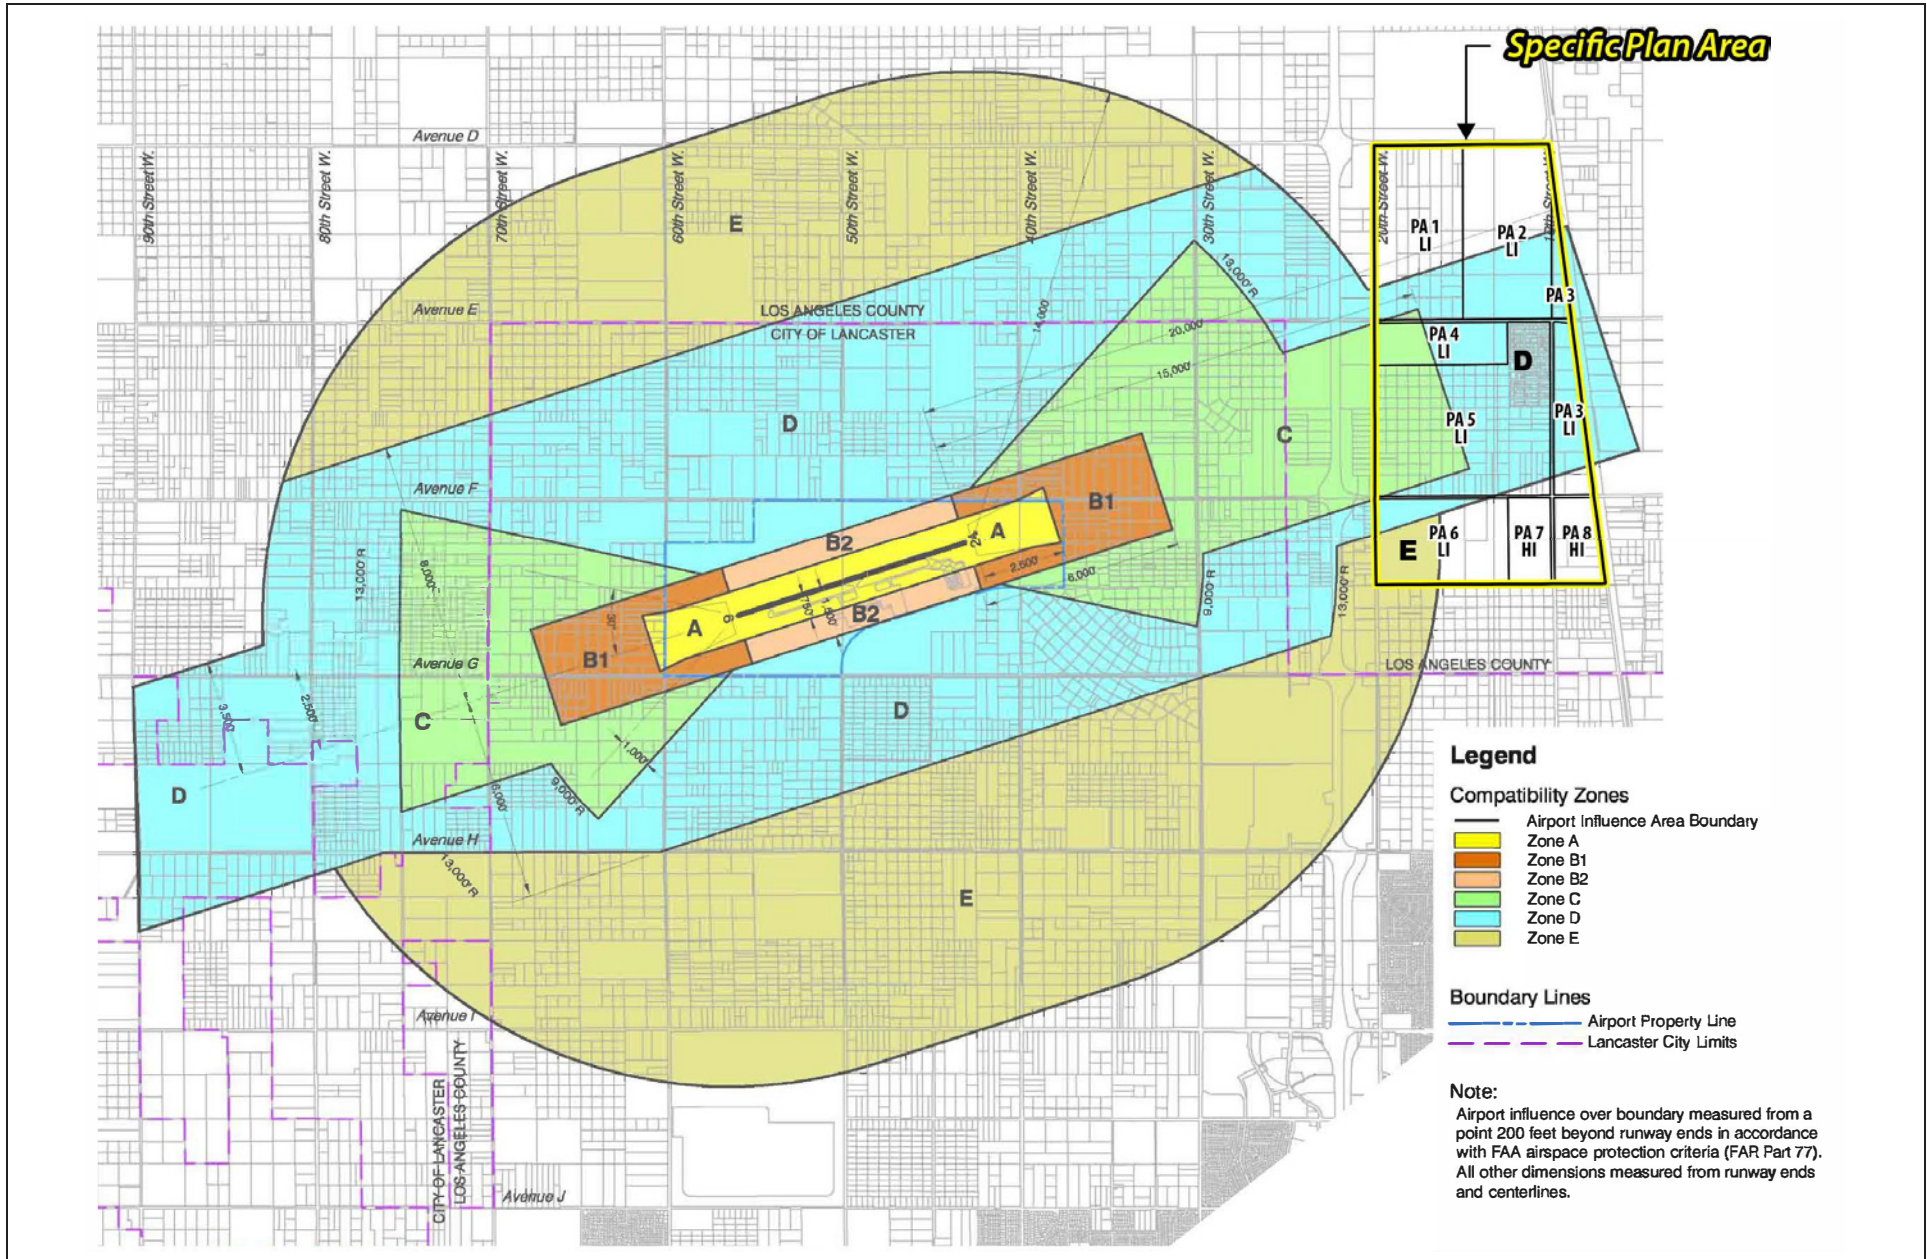 Specific Plan Area
Avenue D
90th Street W.
80th Street W.
70th Street W.
60th Street W.
50th Street W.
40th Street W.
30th Street W.
20th Street W.
E
14,000'
13,000' R
PA 1
LI
PA 2
LI
Avenue E
LOS ANGELES COUNTY
CITY OF LANCASTER
20,000'
15,000'
PA 3
PA 4
LI
D
D
C
PA 5
LI
PA 3
LI
Avenue F
B1
A
B2
24
E
PA 6
LI
PA 7
HI
PA 8
HI
13,000' R
8,000'
2,500'
6,000'
750'
1,500'
B2
9,000' R
13,000' R
A
B1
Avenue G
LOS ANGELES COUNTY
C
D
3,500'
2,500'
1,000'
D
6,000'
9,000' R
Avenue H
13,000' R
E
Avenue I
CITY OF LANCASTER
LOS ANGELES COUNTY
Avenue J
Legend
Compatibility Zones
Airport Influence Area Boundary
Zone A
Zone B1
Zone B2
Zone C
Zone D
Zone E
Boundary Lines
Airport Property Line
Lancaster City Limits
Note:
Airport influence over boundary measured from a
point 200 feet beyond runway ends in accordance
with FAA airspace protection criteria (FAR Part 77).
All other dimensions measured from runway ends
and centerlines.